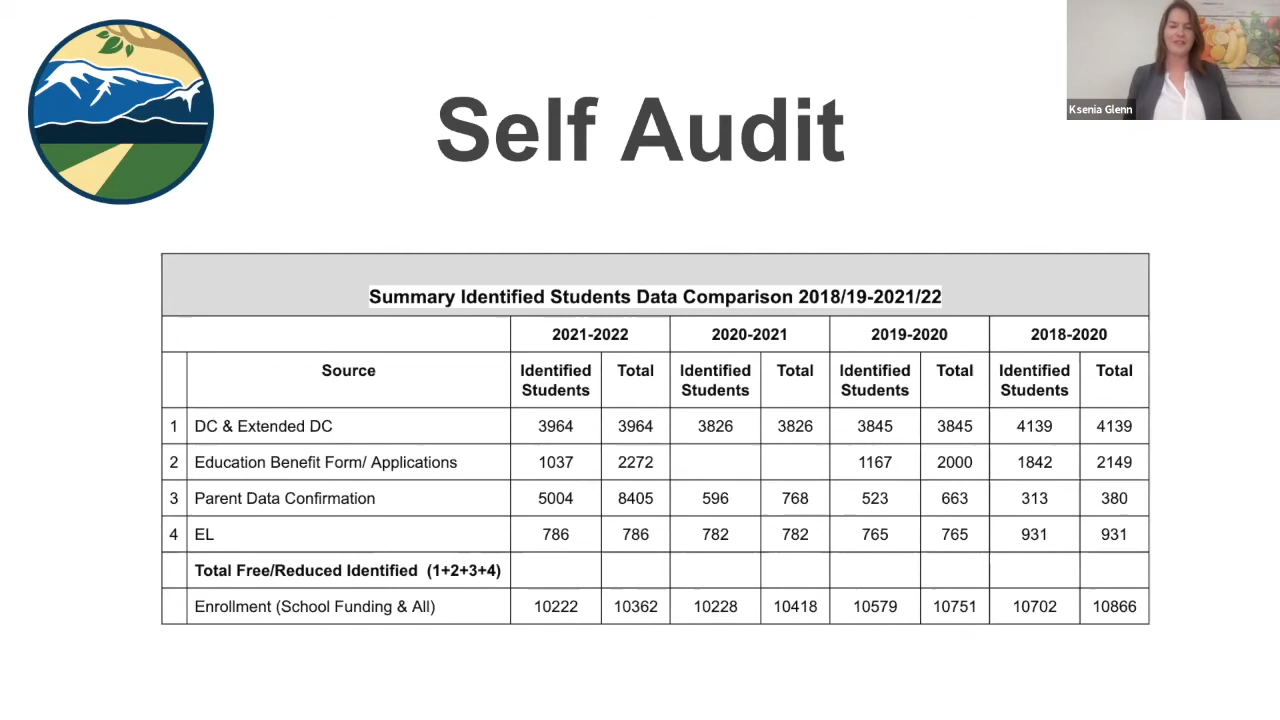 Ksenia Glenn
Self Audit
Summary Identified Students Data Comparison 2018/19-2021/22
2021-2022 2020-2021 2019-2020 2018-2020
Source Identified Students Total Identified Students Total Identified Students Total Identified Students Total
1 DC & Extended DC 3964 3964 3826 3826 3845 3845 4139 4139
2 Education Benefit Form/ Applications 1037 2272 1167 2000 1842 2149
3 Parent Data Confirmation 5004 8405 596 768 523 663 313 380
4 EL 786 786 782 782 765 765 931 931
Total Free/Reduced Identified (1+2+3+4)
Enrollment (School Funding & All) 10222 10362 10228 10418 10579 10751 10702 10866